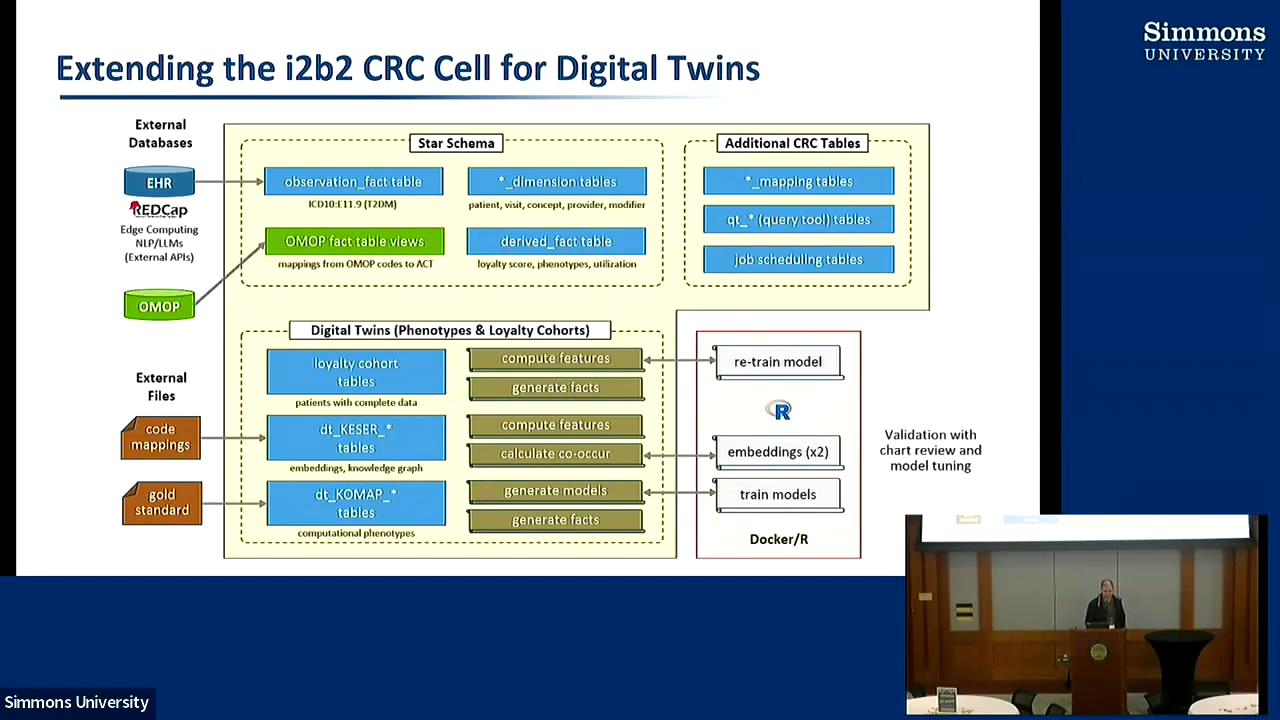 Extending the i2b2 CRC Cell for Digital Twins
Simmons
UNIVERSITY
External
Databases
EHR
REDCap
Edge Computing
NLP/LLMs
(External APIs)
OMOP
Star Schema
observation_fact table
ICD10:E11.9 (T2DM)
*_dimension tables
patient, visit, concept, provider, modifier
OMOP fact table views
mappings from OMOP codes to ACT
derived_fact table
loyalty score, phenotypes, utilization
Additional CRC Tables
*_mapping tables
qt_* (query tool) tables
job scheduling tables
External
Files
code
mappings
gold
standard
Digital Twins (Phenotypes & Loyalty Cohorts)
loyalty cohort
tables
patients with complete data
dt_KESER_*
tables
embeddings, knowledge graph
dt_KOMAP_*
tables
computational phenotypes
compute features
generate facts
compute features
calculate co-occur
generate models
generate facts
re-train model
R
embeddings (x2)
train models
Docker/R
Validation with
chart review and
model tuning
Simmons University